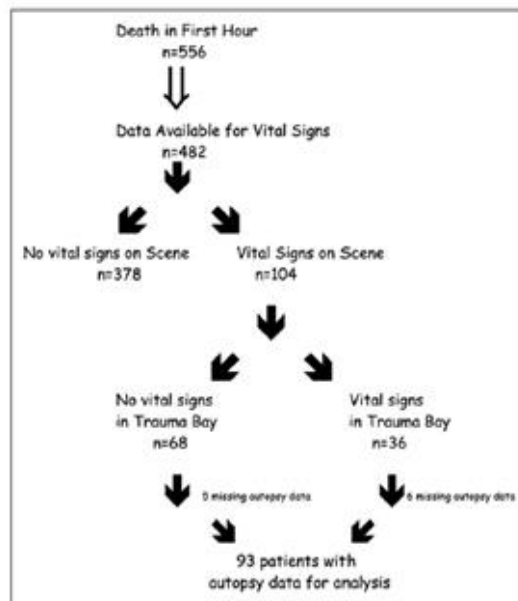 Death in First Hour
n=556
Data Available for Vital Signs
n=482
No vital signs on Scene
n=378
Vital Signs on Scene
n=104
No vital signs
in Trauma Bay
n=68
Vital signs
in Trauma Bay
n=36
5 missing autopsy data
6 missing autopsy data
93 patients with
autopsy data for analysis